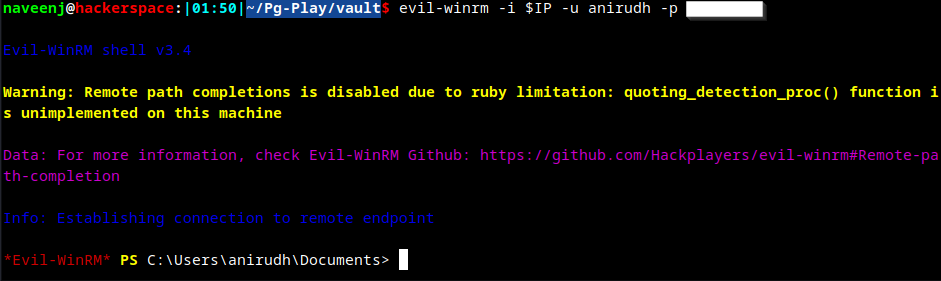 naveenj@hackerspace:|01:50|~/Pg-Play/vault$ evil-winrm -i $IP -u anirudh -p
Evil-WinRM shell v3.4
Warning: Remote path completions is disabled due to ruby limitation: quoting_detection_proc() function i
s unimplemented on this machine
Data: For more information, check Evil-WinRM Github: https://github.com/Hackplayers/evil-winrm#Remote-pa
th-completion
Info: Establishing connection to remote endpoint
*Evil-WinRM* PS C:\Users\anirudh\Documents>